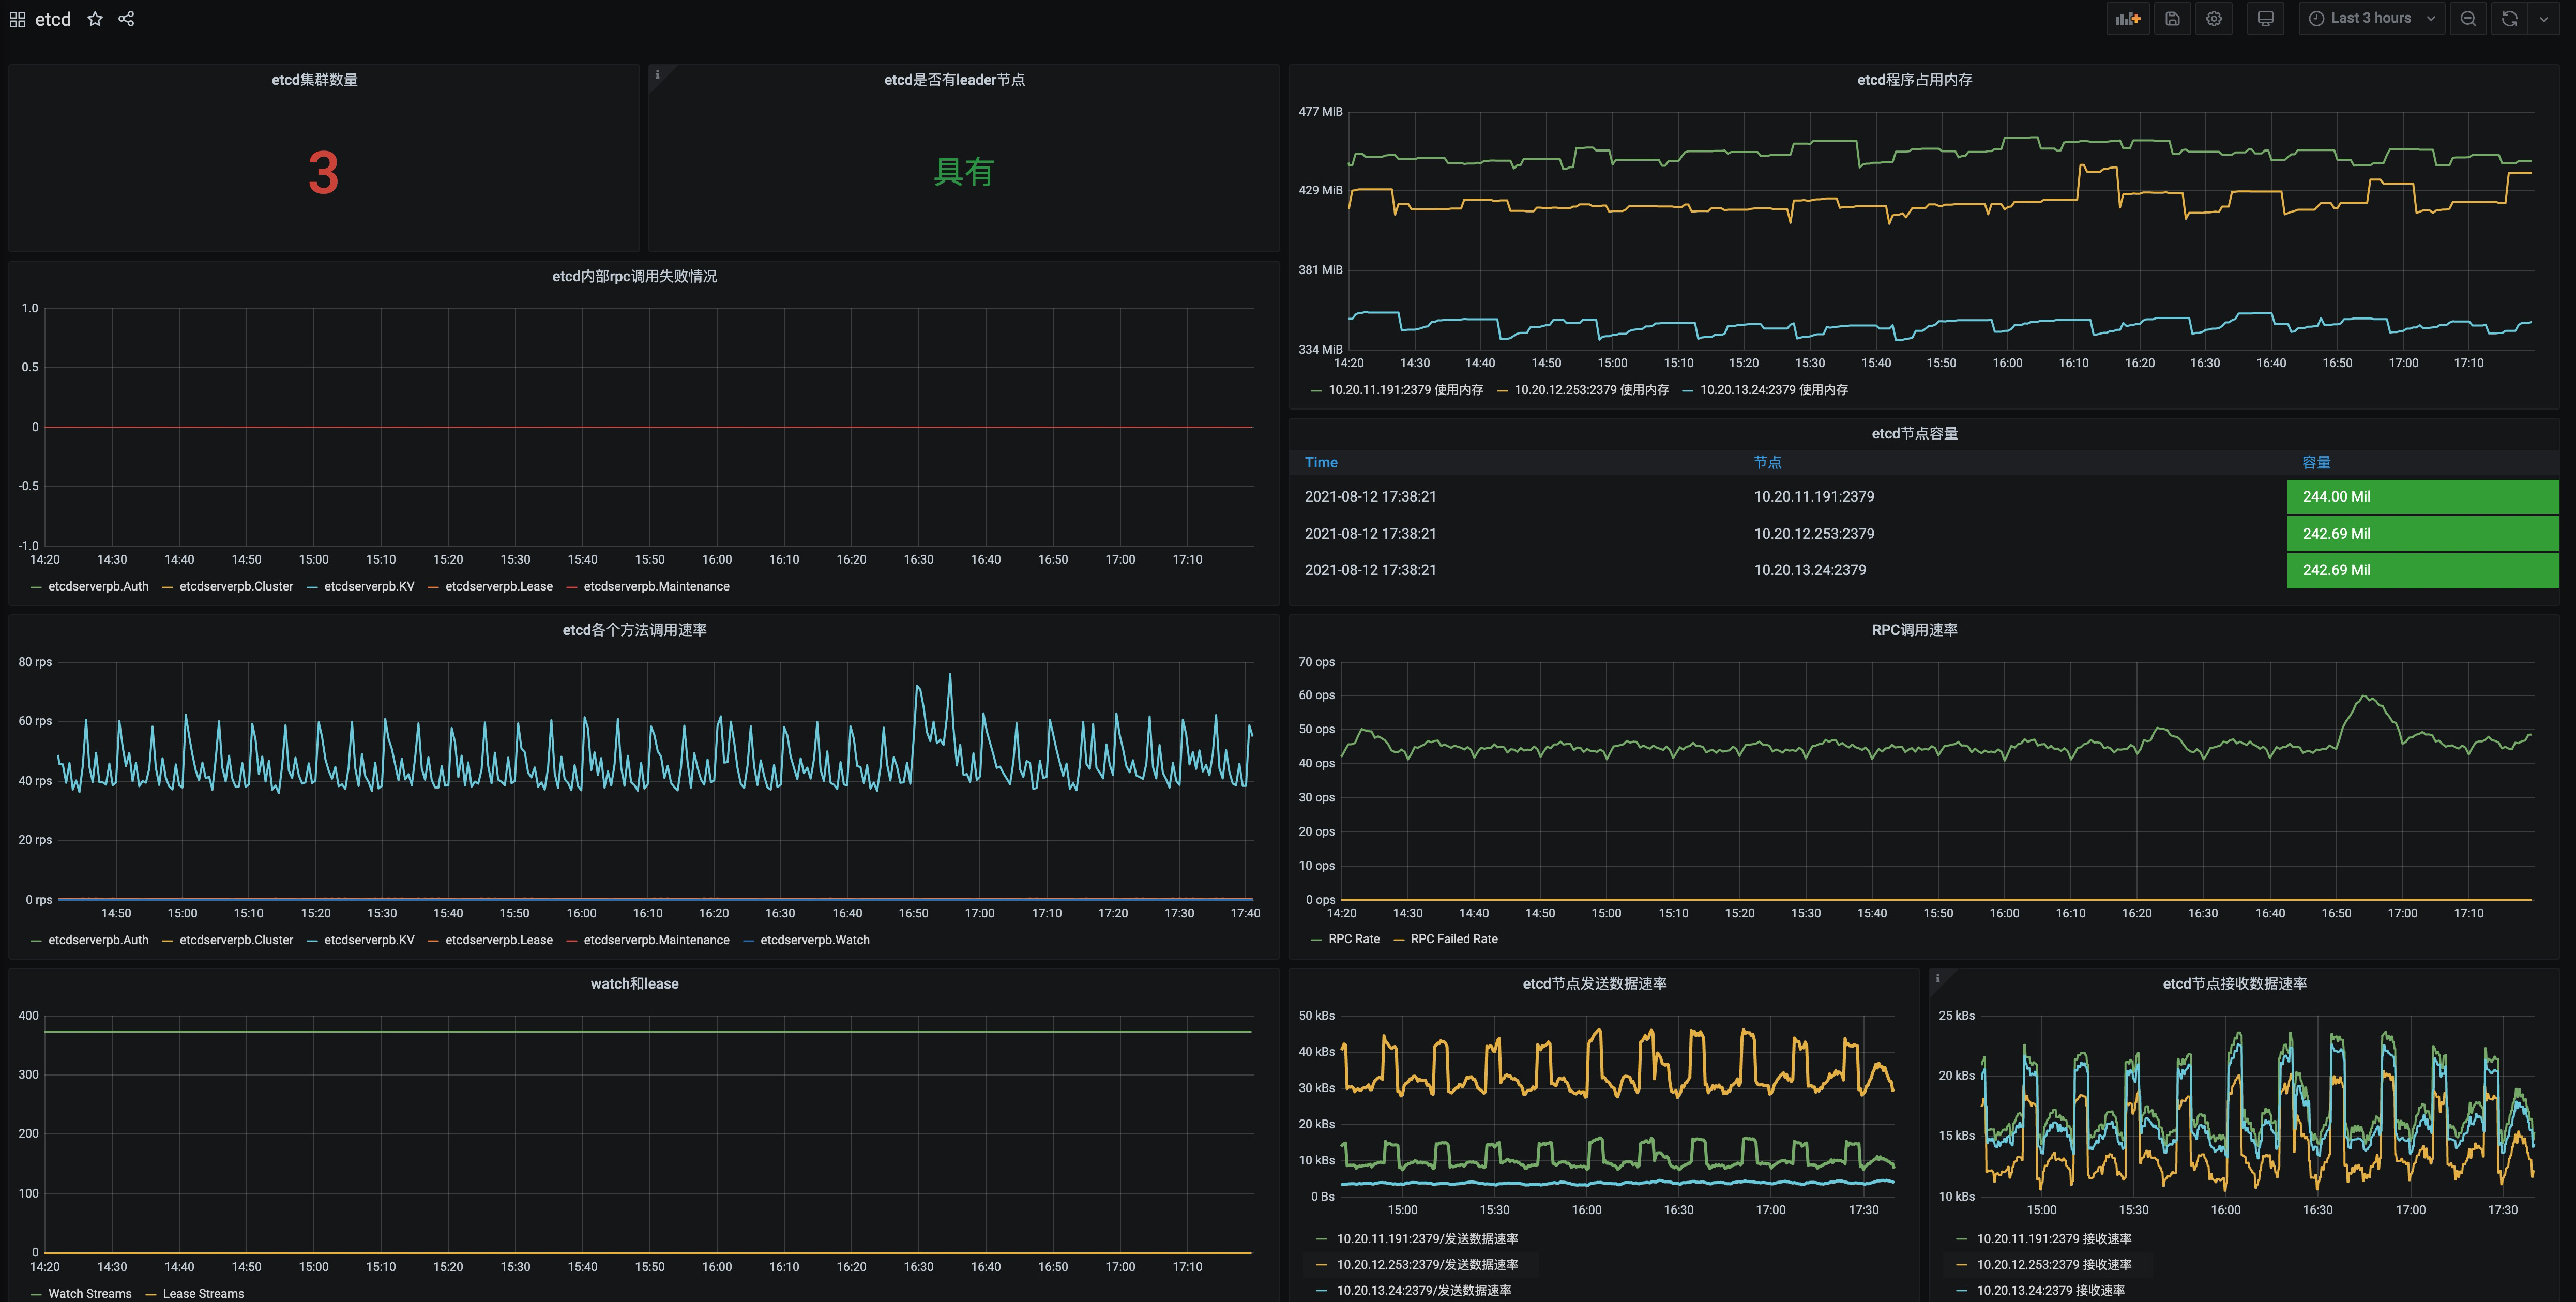 etcd
Last 3 hours
etcd集群数量
3
etcd是否有leader节点
具有
etcd程序占用内存
477 MiB
429 MiB
381 MiB
334 MiB
14:20 14:30 14:40 14:50 15:00 15:10 15:20 15:30 15:40 15:50 16:00 16:10 16:20 16:30 16:40 16:50 17:00 17:10
10.20.11.191:2379 使用内存 10.20.12.253:2379 使用内存 10.20.13.24:2379 使用内存
etcd内部rpc调用失败情况
1.0
0.5
0
-0.5
-1.0
14:20 14:30 14:40 14:50 15:00 15:10 15:20 15:30 15:40 15:50 16:00 16:10 16:20 16:30 16:40 16:50 17:00 17:10
etcdserverpb.Auth etcdserverpb.Cluster etcdserverpb.KV etcdserverpb.Lease etcdserverpb.Maintenance
etcd节点容量
Time 节点 容量
2021-08-12 17:38:21 10.20.11.191:2379 244.00 Mil
2021-08-12 17:38:21 10.20.12.253:2379 242.69 Mil
2021-08-12 17:38:21 10.20.13.24:2379 242.69 Mil
etcd各个方法调用速率
80 rps
60 rps
40 rps
20 rps
0 rps
14:50 15:00 15:10 15:20 15:30 15:40 15:50 16:00 16:10 16:20 16:30 16:40 16:50 17:00 17:10 17:20 17:30 17:40
etcdserverpb.Auth etcdserverpb.Cluster etcdserverpb.KV etcdserverpb.Lease etcdserverpb.Maintenance etcdserverpb.Watch
RPC调用速率
70 ops
60 ops
50 ops
40 ops
30 ops
20 ops
10 ops
0 ops
14:20 14:30 14:40 14:50 15:00 15:10 15:20 15:30 15:40 15:50 16:00 16:10 16:20 16:30 16:40 16:50 17:00 17:10
RPC Rate RPC Failed Rate
watch和lease
400
300
200
100
0
14:20 14:30 14:40 14:50 15:00 15:10 15:20 15:30 15:40 15:50 16:00 16:10 16:20 16:30 16:40 16:50 17:00 17:10
Watch Streams Lease Streams
etcd节点发送数据速率
50 kBs
40 kBs
30 kBs
20 kBs
10 kBs
0 Bs
15:00 15:30 16:00 16:30 17:00 17:30
10.20.11.191:2379/发送数据速率
10.20.12.253:2379/发送数据速率
10.20.13.24:2379/发送数据速率
etcd节点接收数据速率
25 kBs
20 kBs
15 kBs
10 kBs
15:00 15:30 16:00 16:30 17:00 17:30
10.20.11.191:2379 接收速率
10.20.12.253:2379 接收速率
10.20.13.24:2379 接收速率